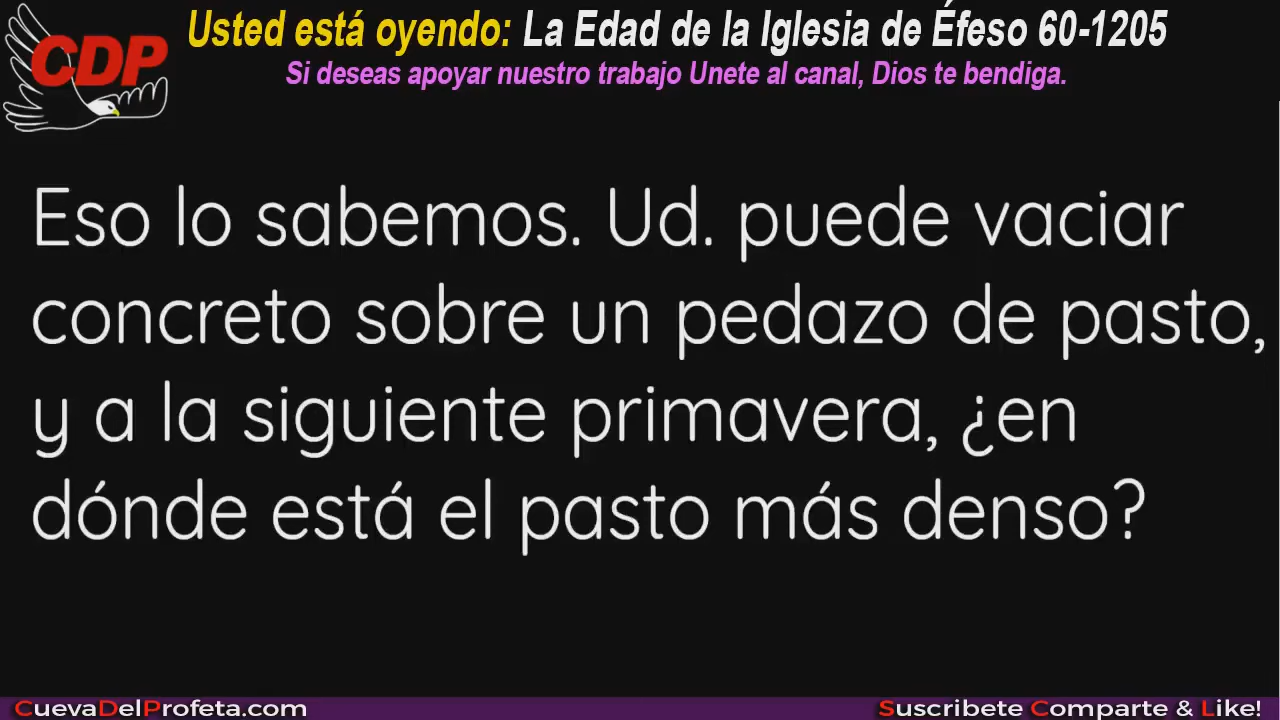 CDP
Usted está oyendo: La Edad de la Iglesia de Éfeso 60-1205
Si deseas apoyar nuestro trabajo Unete al canal, Dios te bendiga.
Eso lo sabemos. Ud. puede vaciar
concreto sobre un pedazo de pasto,
y a la siguiente primavera, ¿en
dónde está el pasto más denso?
CuevaDelProfeta.com
Suscribete Comparte & Like!